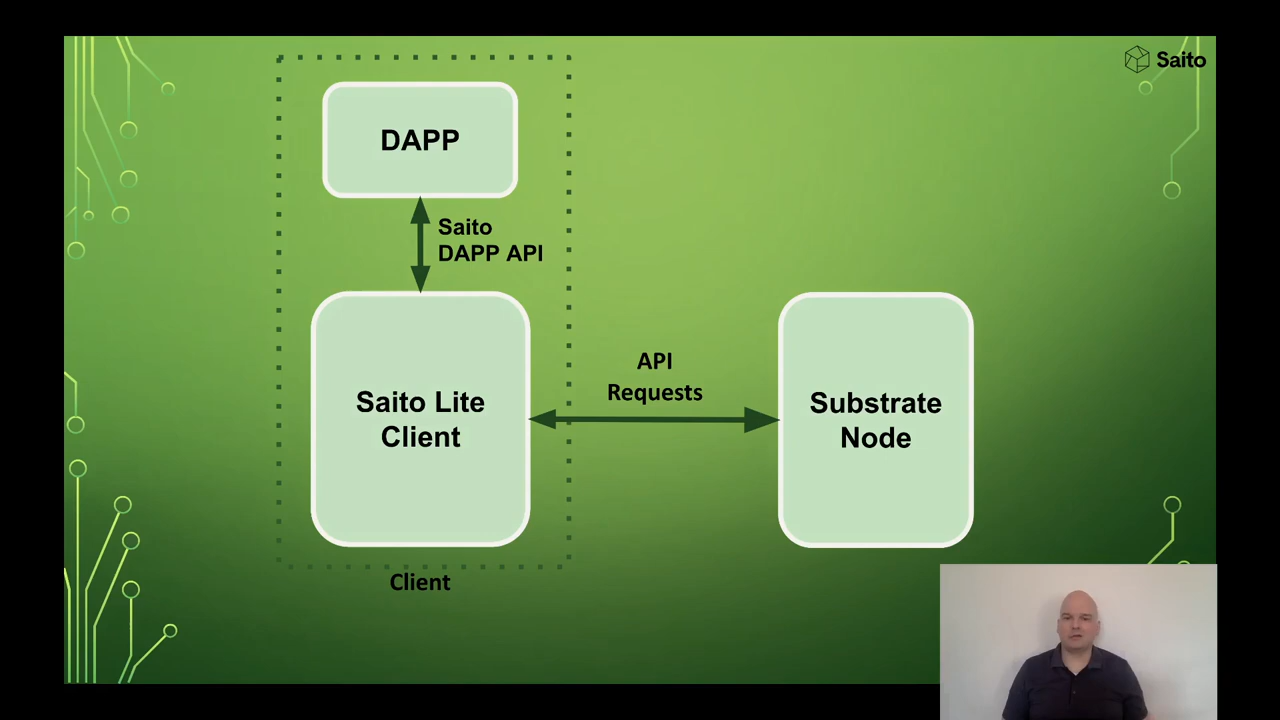 Saito
DAPP
Saito
DAPP API
Saito Lite
Client
API
Requests
Substrate
Node
Client